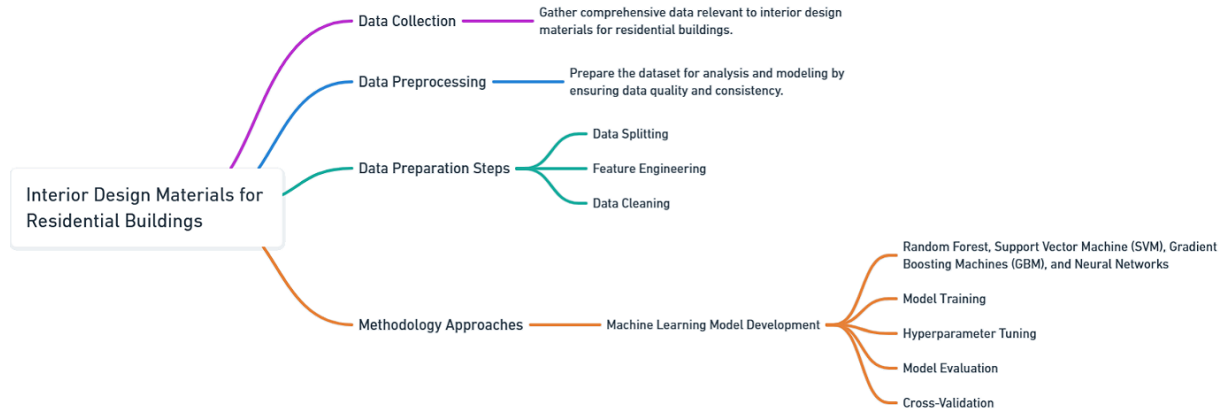 Interior Design Materials for
Residential Buildings
Data Collection
Gather comprehensive data relevant to interior design
materials for residential buildings.
Data Preprocessing
Prepare the dataset for analysis and modeling by
ensuring data quality and consistency.
Data Preparation Steps
Data Splitting
Feature Engineering
Data Cleaning
Methodology Approaches
Machine Learning Model Development
Random Forest, Support Vector Machine (SVM), Gradient
Boosting Machines (GBM), and Neural Networks
Model Training
Hyperparameter Tuning
Model Evaluation
Cross-Validation